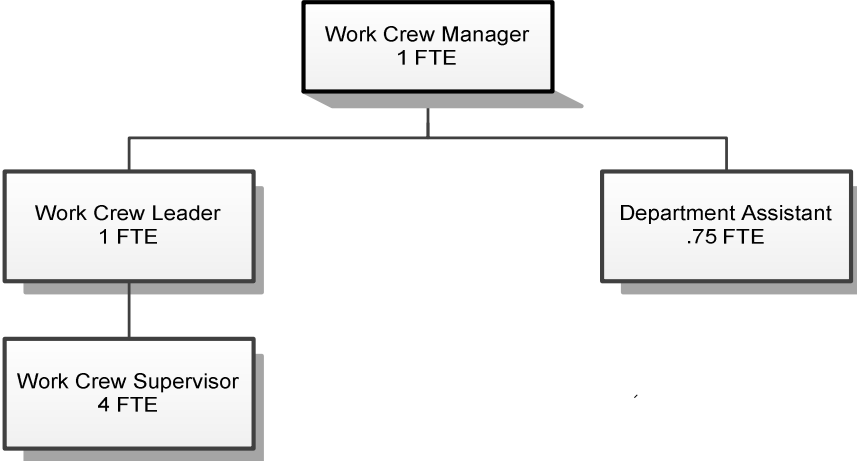 Work Crew Manager
1 FTE
Work Crew Leader
1 FTE
Department Assistant
.75 FTE
Work Crew Supervisor
4 FTE